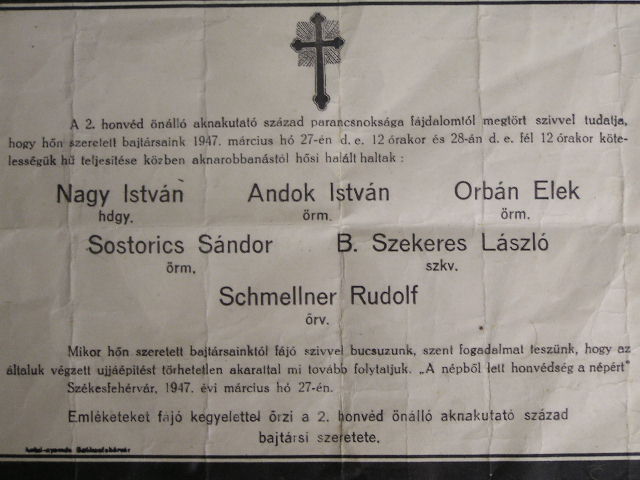 A 2. honvéd önálló aknakutató század parancsnoksága fájdalomtól megtört szivvel tudatja,
hogy hőn szeretett bajtársaink 1947. március hó 27-én d. e. 12 órakor és 28-án d. e. fél 12 órakor köte-
lességük hű teljesitése közben aknarobbanástól hősi halált haltak :
Nagy István Andok István Orbán Elek
hdgy. örm. örm.
Sostorics Sándor B. Szekeres László
örm. szkv.
Schmellner Rudolf
őrv.
Mikor hőn szeretett bajtársainktól fájó szivvel bucsuzunk, szent fogadalmat teszünk, hogy az
általuk végzett ujjáépitést törhetetlen akarattal mi tovább folytatjuk. „A népből lett honvédség a népért"
Székesfehérvár, 1947. évi március hó 27-én.
Emléketeket fájó kegyelettel őrzi a 2. honvéd önálló aknakutató század
bajtársi szeretete.